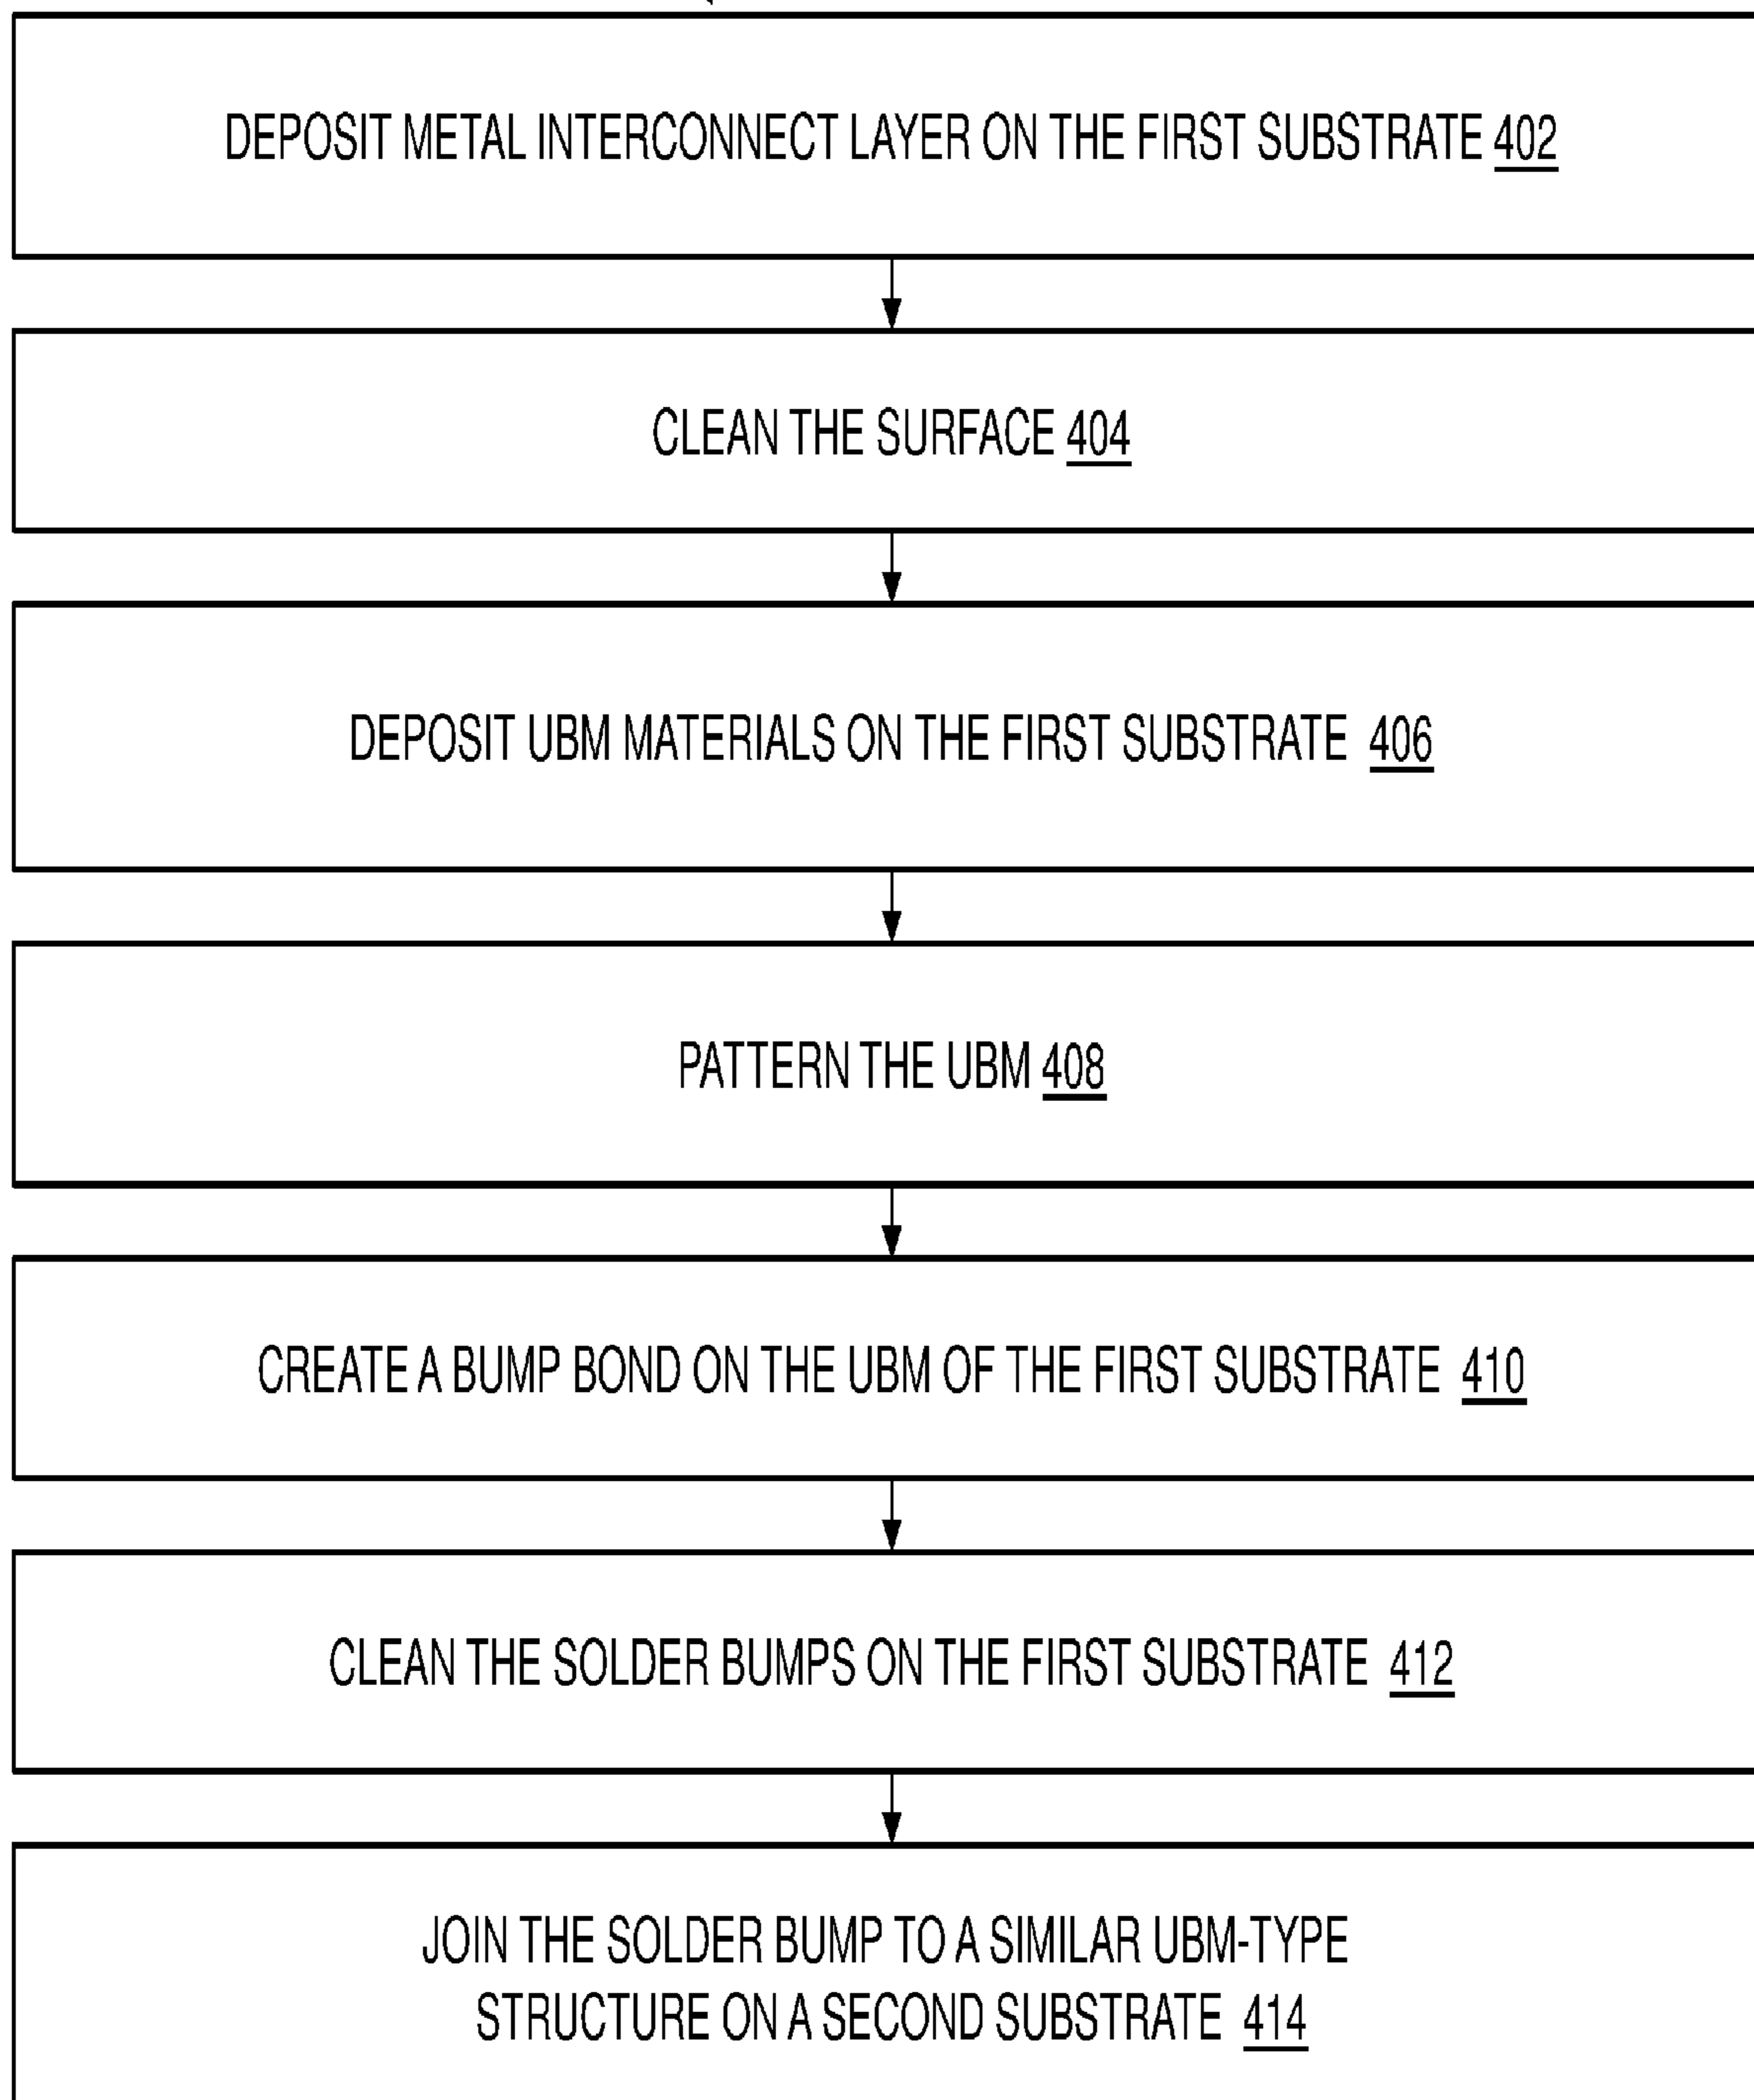 DEPOSIT METAL INTERCONNECT LAYER ON THE FIRST SUBSTRATE 402
CLEAN THE SURFACE 404
DEPOSIT UBM MATERIALS ON THE FIRST SUBSTRATE 406
PATTERN THE UBM 408
CREATE A BUMP BOND ON THE UBM OF THE FIRST SUBSTRATE 410
CLEAN THE SOLDER BUMPS ON THE FIRST SUBSTRATE 412
JOIN THE SOLDER BUMP TO A SIMILAR UBM-TYPE
STRUCTURE ON A SECOND SUBSTRATE 414